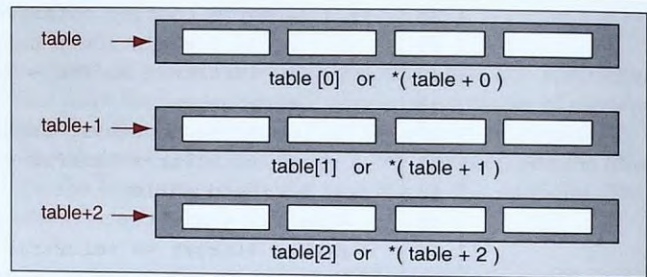 table
table [0] or *( table + 0 )
table+1
table[1] or *( table + 1 )
table+2
table[2] or *( table + 2 )